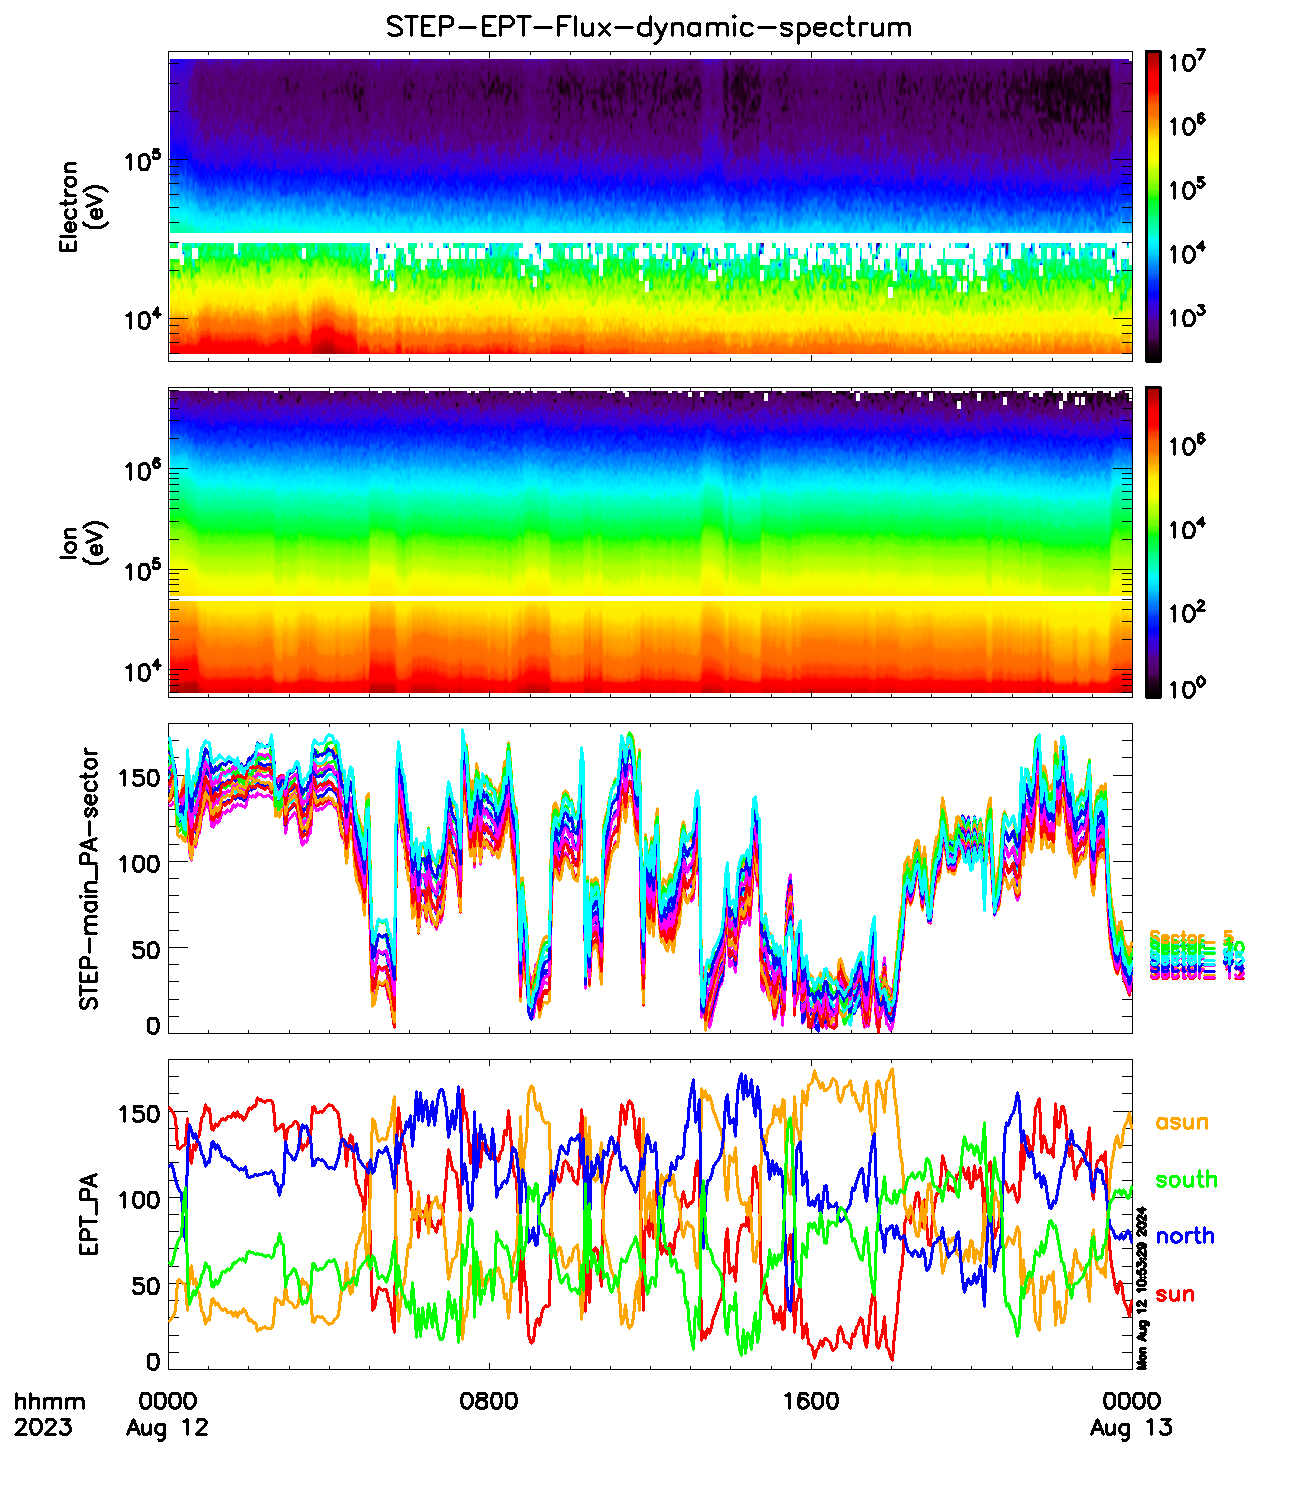 STEP-EPT-Flux-dynamic-spectrum
Electron
(eV)
10^5
10^4
10^7
10^6
10^5
10^4
10^3
Ion
(eV)
10^6
10^5
10^4
10^6
10^4
10^2
10^0
STEP-main_PA-sector
150
100
50
0
EPT_PA
150
100
50
0
asun
south
north
sun
Mon Aug 12 10:53:29 2024
hhmm 0000 0800 1600 0000
2023 Aug 12 Aug 13